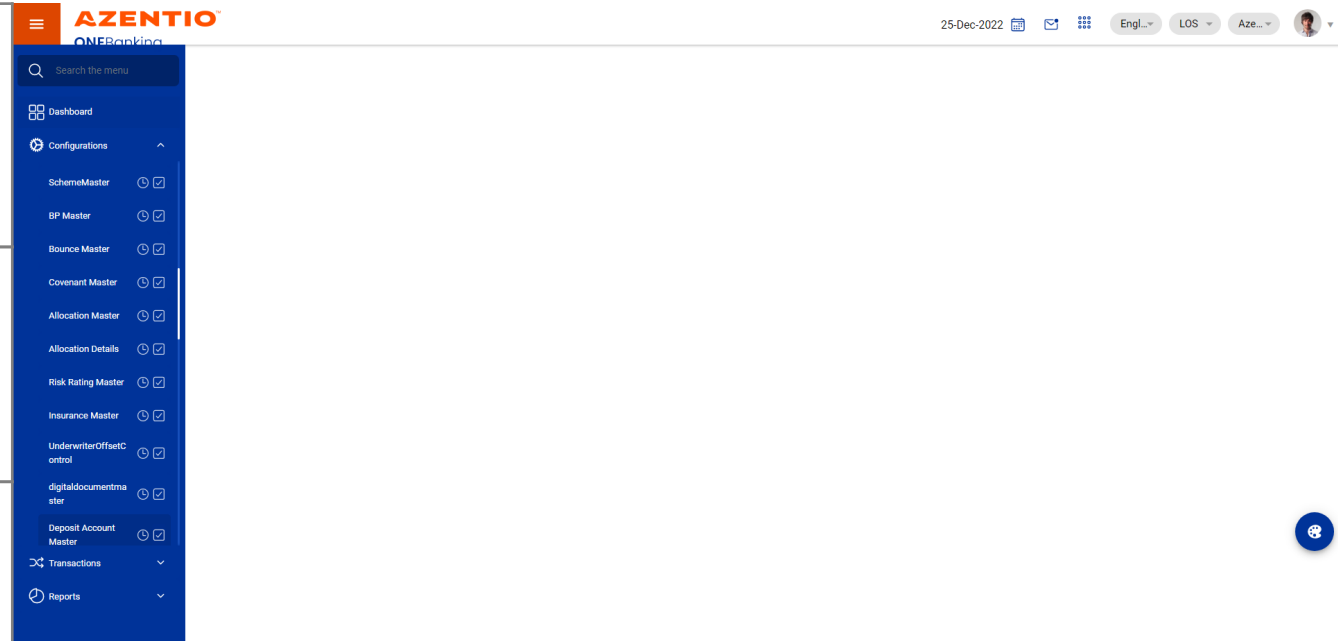 AZENTIO™
ONEBanking
25-Dec-2022
Engl...
LOS
Aze...
Search the menu
Dashboard
Configurations
SchemeMaster
BP Master
Bounce Master
Covenant Master
Allocation Master
Allocation Details
Risk Rating Master
Insurance Master
UnderwriterOffsetC
ontrol
digitaldocumentma
ster
Deposit Account
Master
Transactions
Reports